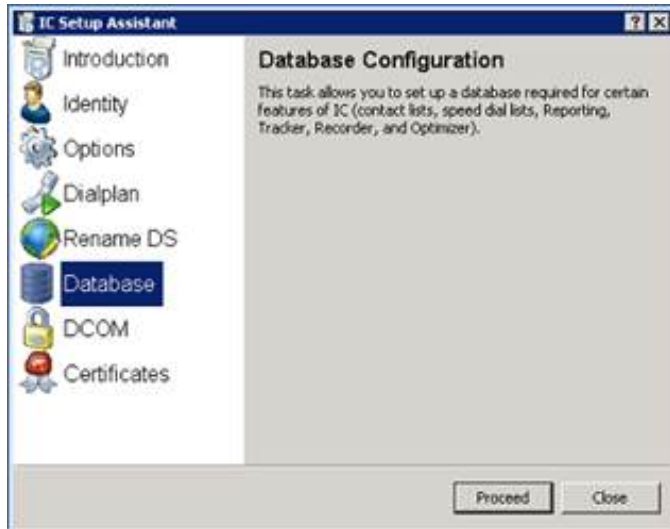 IC Setup Assistant
Introduction
Identity
Options
Dialplan
Rename DS
Database
DCOM
Certificates
Database Configuration
This task allows you to set up a database required for certain
features of IC (contact lists, speed dial lists, Reporting,
Tracker, Recorder, and Optimizer).
Proceed
Close